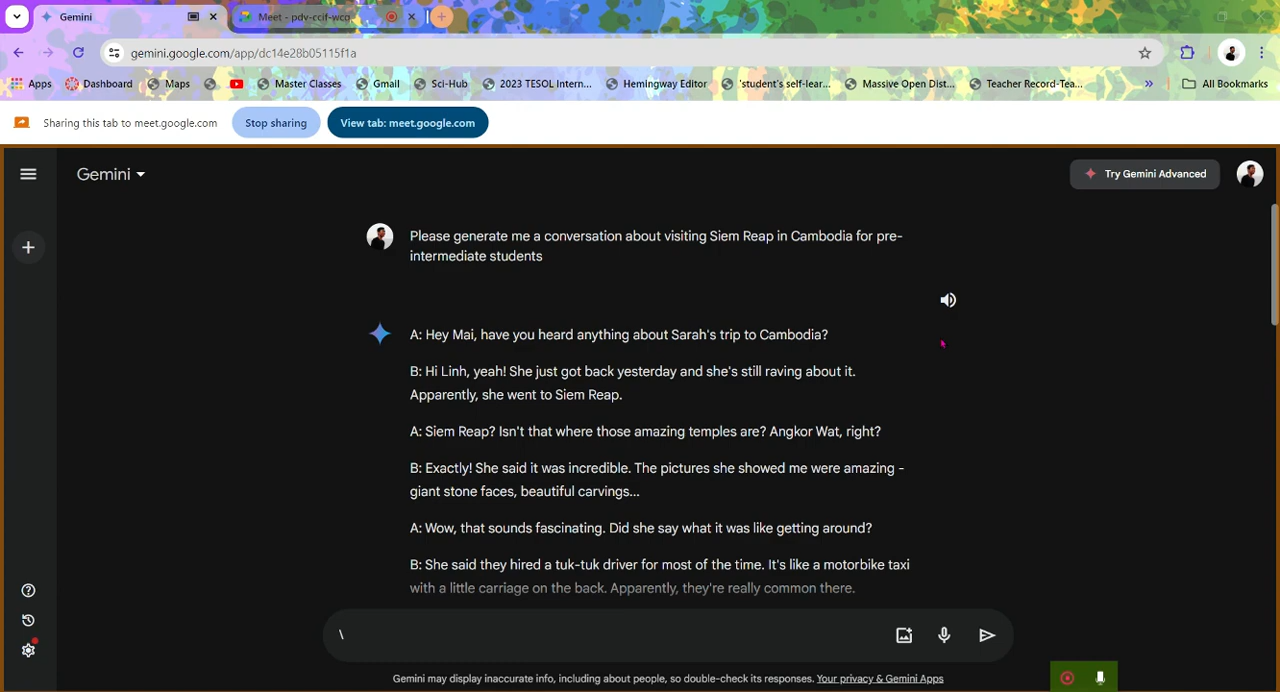 Gemini
Meet - pdv-ccif-wco
gemini.google.com/app/dc14e28b05115f1a
Apps
Dashboard
Maps
Master Classes
Gmail
Sci-Hub
2023 TESOL Intern...
Hemingway Editor
'student's self-lear...
Massive Open Dist...
Teacher Record-Tea...
»
All Bookmarks
Sharing this tab to meet.google.com
Stop sharing
View tab: meet.google.com
Gemini
Try Gemini Advanced
Please generate me a conversation about visiting Siem Reap in Cambodia for pre-
intermediate students
A: Hey Mai, have you heard anything about Sarah's trip to Cambodia?
B: Hi Linh, yeah! She just got back yesterday and she's still raving about it.
Apparently, she went to Siem Reap.
A: Siem Reap? Isn't that where those amazing temples are? Angkor Wat, right?
B: Exactly! She said it was incredible. The pictures she showed me were amazing -
giant stone faces, beautiful carvings...
A: Wow, that sounds fascinating. Did she say what it was like getting around?
B: She said they hired a tuk-tuk driver for most of the time. It's like a motorbike taxi
with a little carriage on the back. Apparently, they're really common there.
\
Gemini may display inaccurate info, including about people, so double-check its responses. Your privacy & Gemini Apps